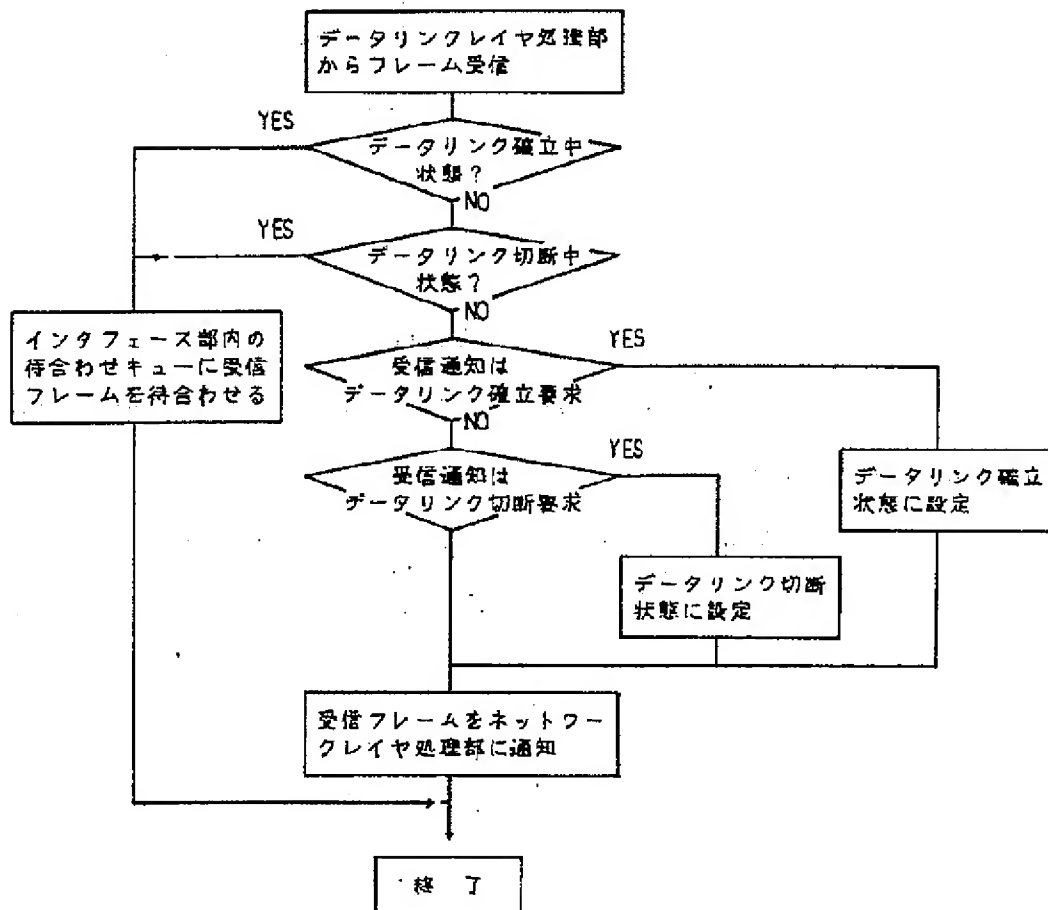 データリンクレイヤ処理部
からフレーム受信
YES
データリンク確立中
状態?
NO
YES
データリンク切断中
状態?
NO
インタフェース部内の
待合わせキューに受信
フレームを待合わせる
YES
受信通知は
データリンク確立要求
NO
YES
受信通知は
データリンク切断要求
データリンク確立
状態に設定
データリンク切断
状態に設定
受信フレームをネットワー
クレイヤ処理部に通知
終 了